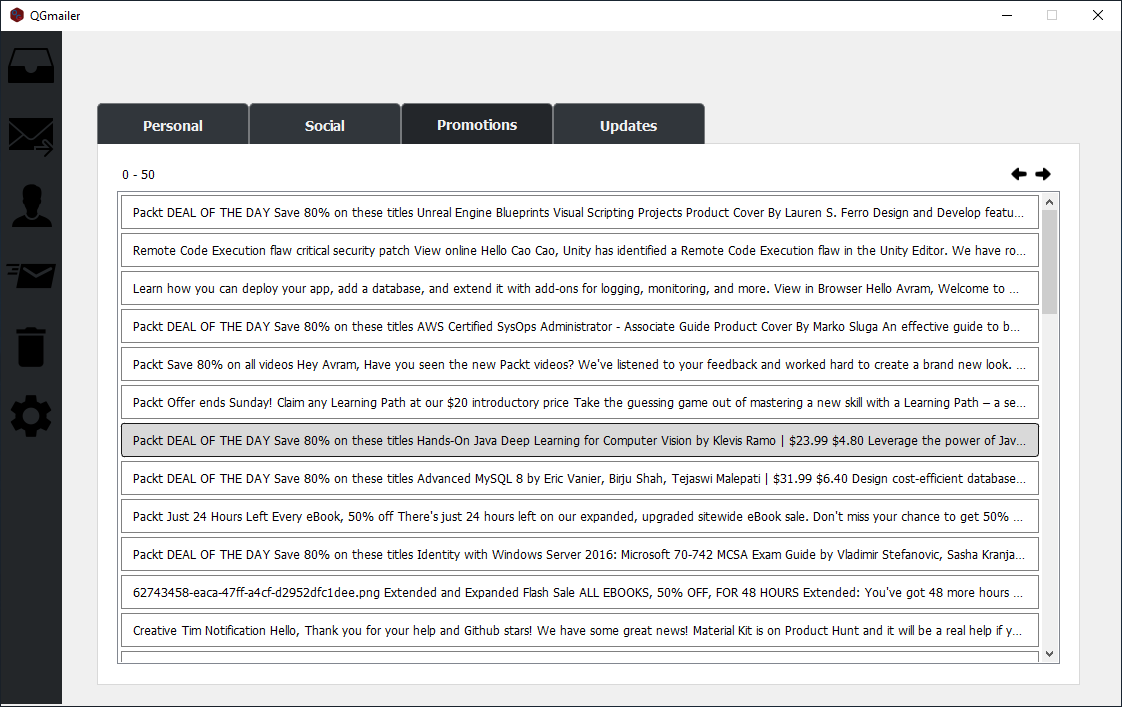 QGmailer
Personal Social Promotions Updates
0 - 50
Packt DEAL OF THE DAY Save 80% on these titles Unreal Engine Blueprints Visual Scripting Projects Product Cover By Lauren S. Ferro Design and Develop featu...
Remote Code Execution flaw critical security patch View online Hello Cao Cao, Unity has identified a Remote Code Execution flaw in the Unity Editor. We have ro...
Learn how you can deploy your app, add a database, and extend it with add-ons for logging, monitoring, and more. View in Browser Hello Avram, Welcome to ...
Packt DEAL OF THE DAY Save 80% on these titles AWS Certified SysOps Administrator - Associate Guide Product Cover By Marko Sluga An effective guide to b...
Packt Save 80% on all videos Hey Avram, Have you seen the new Packt videos? We've listened to your feedback and worked hard to create a brand new look. ...
Packt Offer ends Sunday! Claim any Learning Path at our $20 introductory price Take the guessing game out of mastering a new skill with a Learning Path – a se...
Packt DEAL OF THE DAY Save 80% on these titles Hands-On Java Deep Learning for Computer Vision by Klevis Ramo | $23.99 $4.80 Leverage the power of Jav...
Packt DEAL OF THE DAY Save 80% on these titles Advanced MySQL 8 by Eric Vanier, Birju Shah, Tejaswi Malepati | $31.99 $6.40 Design cost-efficient database...
Packt Just 24 Hours Left Every eBook, 50% off There's just 24 hours left on our expanded, upgraded sitewide eBook sale. Don't miss your chance to get 50% ...
Packt DEAL OF THE DAY Save 80% on these titles Identity with Windows Server 2016: Microsoft 70-742 MCSA Exam Guide by Vladimir Stefanovic, Sasha Kranja...
62743458-eaca-47ff-a4cf-d2952dfc1dee.png Extended and Expanded Flash Sale ALL EBOOKS, 50% OFF, FOR 48 HOURS Extended: You've got 48 more hours ...
Creative Tim Notification Hello, Thank you for your help and Github stars! We have some great news! Material Kit is on Product Hunt and it will be a real help if y...